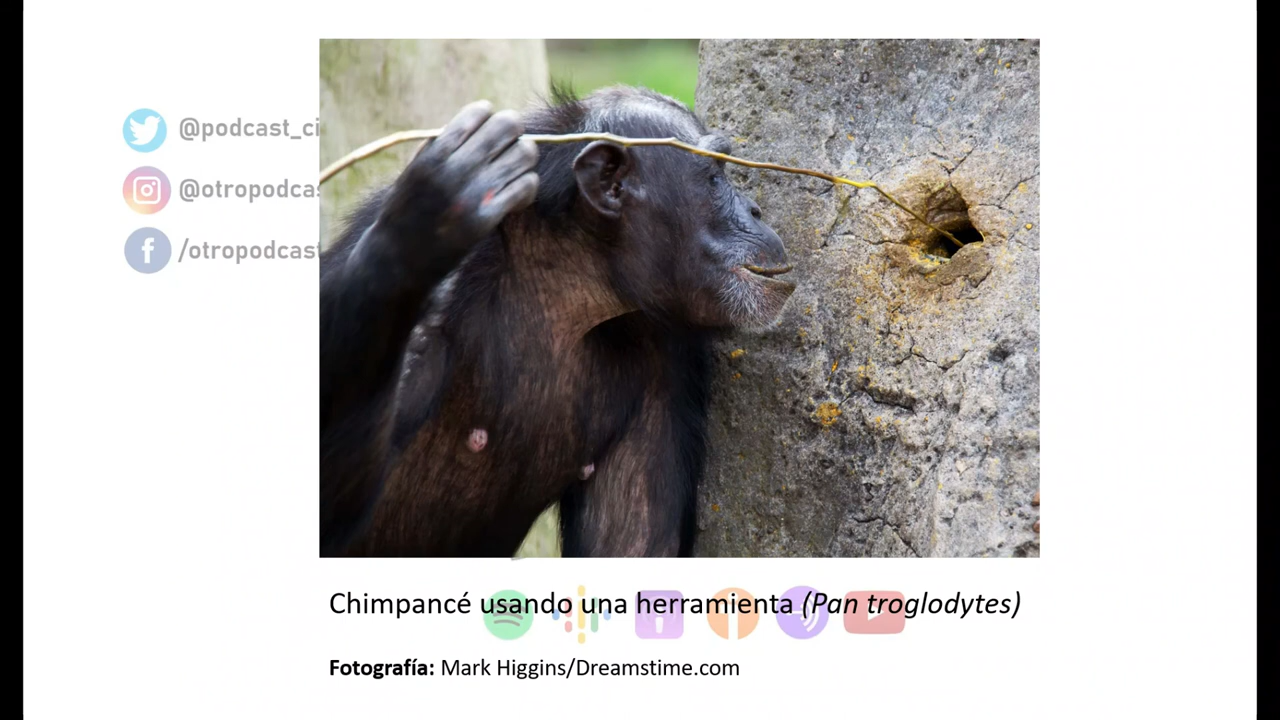 @podcast_ci
@otropodcas
/otropodcast
Chimpancé usando una herramienta (Pan troglodytes)
Fotografía: Mark Higgins/Dreamstime.com